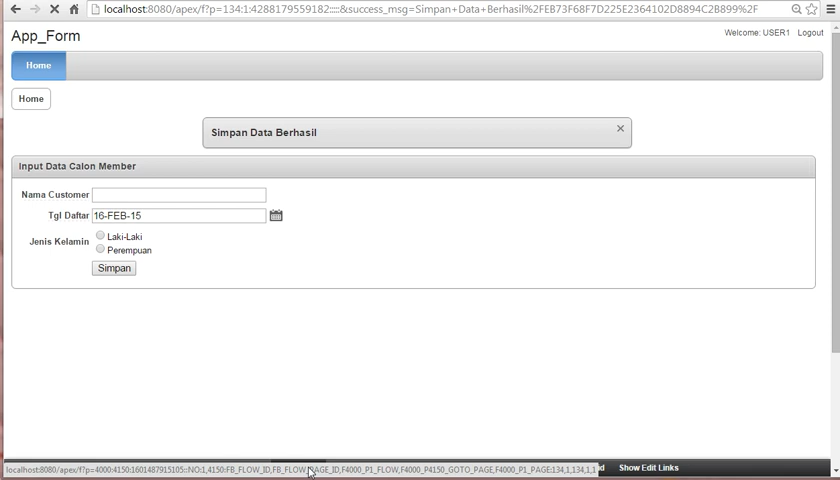 localhost:8080/apex/f?p=134:1:4288179559182:::::&success_msg=Simpan+Data+Berhasil%2FEB73F68F7D225E2364102D8894C2B899%2F
App_Form
Welcome: USER1 Logout
Home
Home
Simpan Data Berhasil
Input Data Calon Member
Nama Customer
Tgl Daftar 16-FEB-15
Jenis Kelamin
Laki-Laki
Perempuan
Simpan
localhost:8080/apex/f?p=4000:4150:1601487915105::NO:1,4150:FB_FLOW_ID,FB_FLOW_PAGE_ID,F4000_P1_FLOW,F4000_P4150_GOTO_PAGE,F4000_P1_PAGE:134,1,134,1,1
Show Edit Links